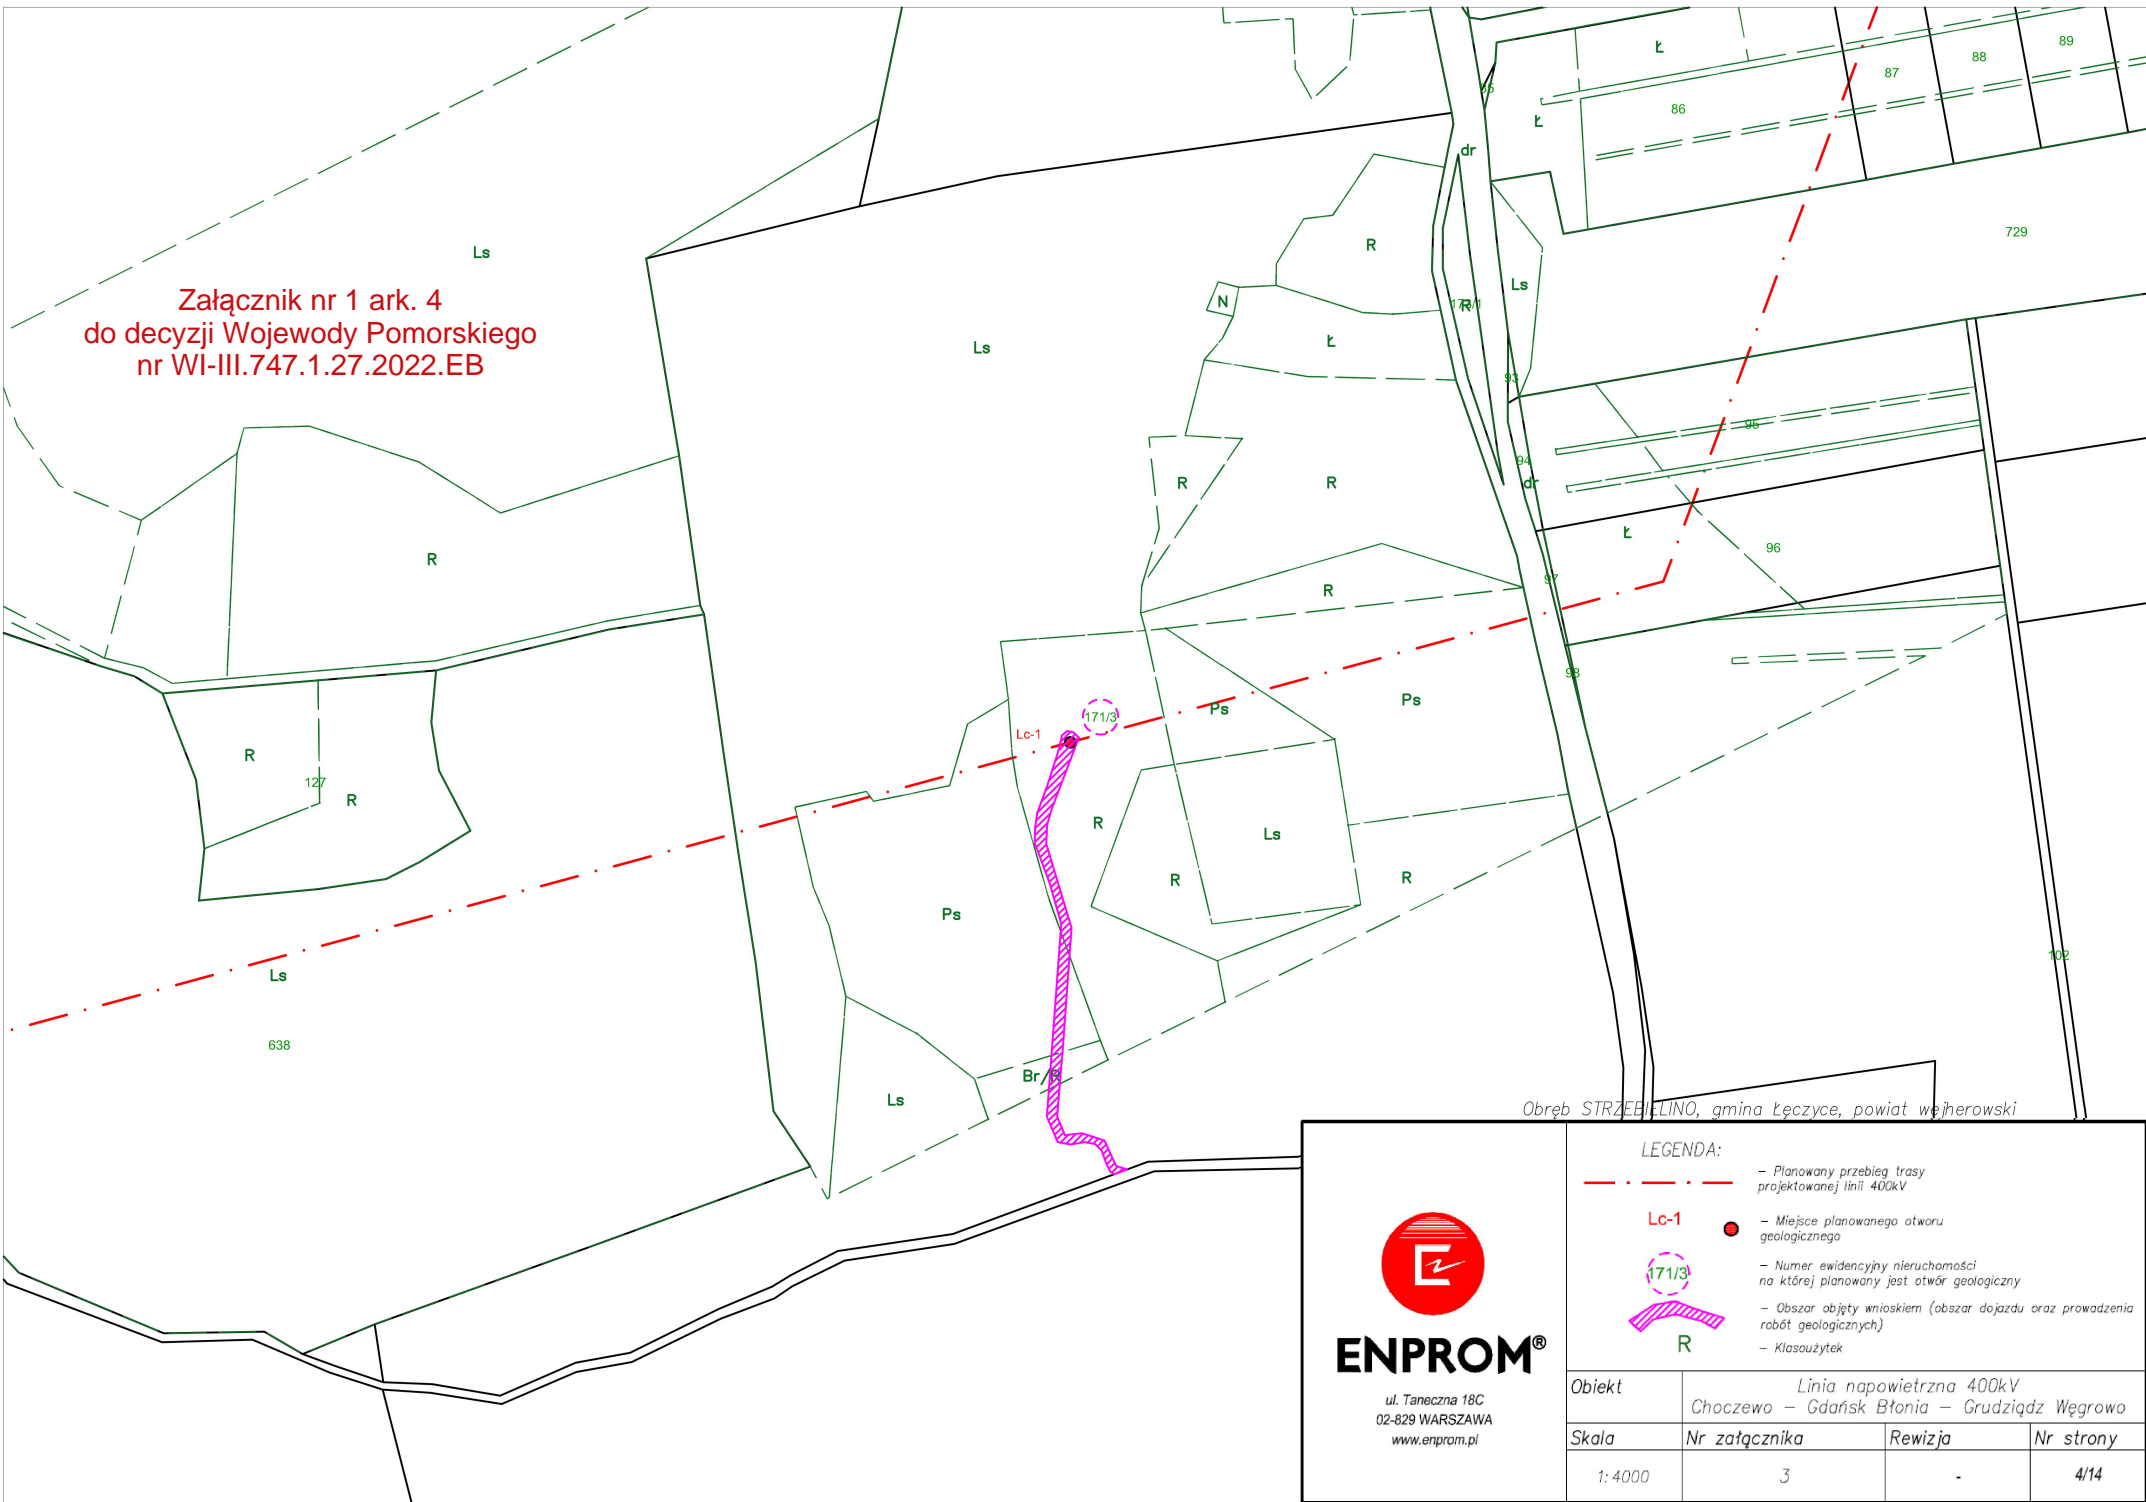 Załącznik nr 1 ark. 4
do decyzji Wojewody Pomorskiego
nr WI-III.747.1.27.2022.EB
Ls
Ł
89
88
87
86
Ł
dr
R
729
N
Ls
R
Ls
Ł
93
95
R
R
94
dr
R
Ł
96
R
97
98
Ps
Ps
171/3
Lc-1
R
127
R
R
Ls
R
R
Ps
102
Ls
638
Br/R
Ls
Obręb STRZEBIELINO, gmina Łęczyce, powiat wejherowski
LEGENDA:
– Planowany przebieg trasy
projektowanej linii 400kV
Lc-1
– Miejsce planowanego otworu
geologicznego
171/3
– Numer ewidencyjny nieruchomości
na której planowany jest otwór geologiczny
– Obszar objęty wnioskiem (obszar dojazdu oraz prowadzenia
robót geologicznych)
R
– Klasoużytek
ENPROM®
ul. Taneczna 18C
02-829 WARSZAWA
www.enprom.pl
Obiekt
Linia napowietrzna 400kV
Choczewo – Gdańsk Błonia – Grudziądz Węgrowo
Skala
Nr załącznika
Rewizja
Nr strony
1:4000
3
-
4/14